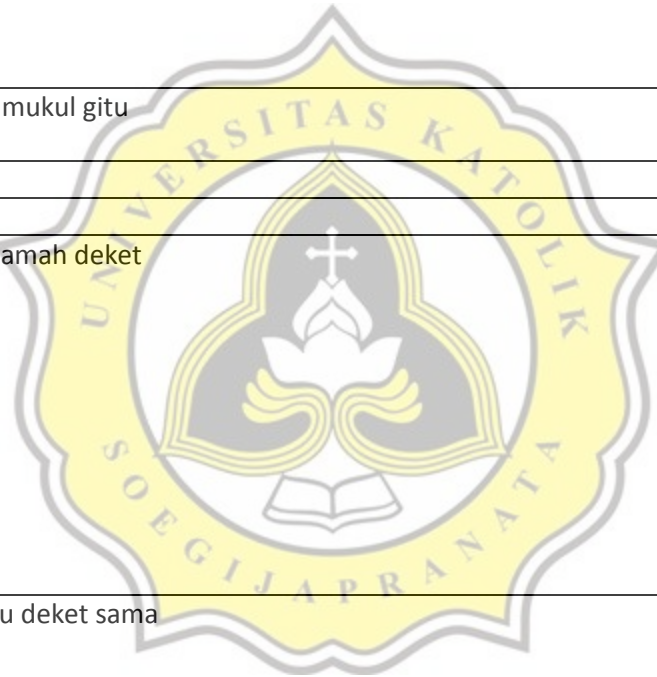 mukul gitu
UNIVERSITAS KATOLIK
amah deket
SOEGIJAPRANATA
u deket sama